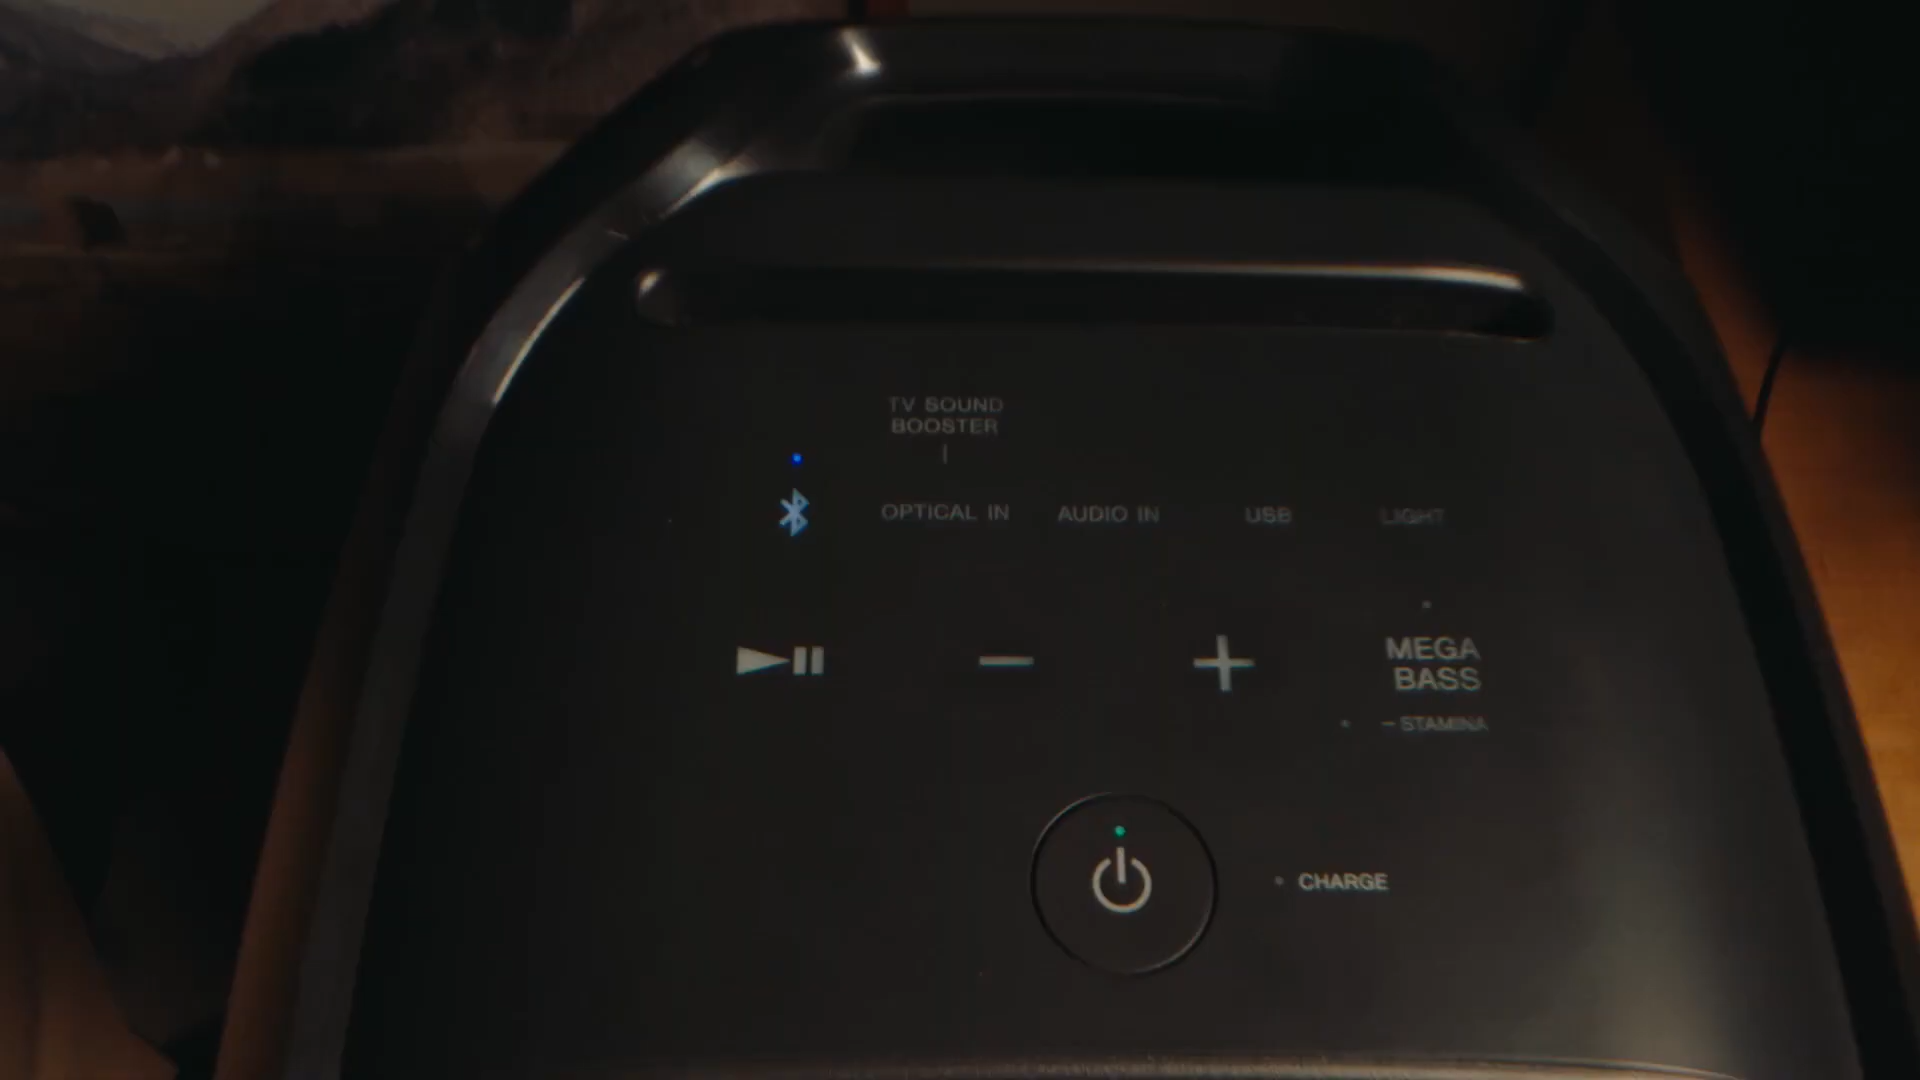 TV SOUND
BOOSTER
OPTICAL IN AUDIO IN USB LIGHT
MEGA
BASS
– STAMINA
CHARGE